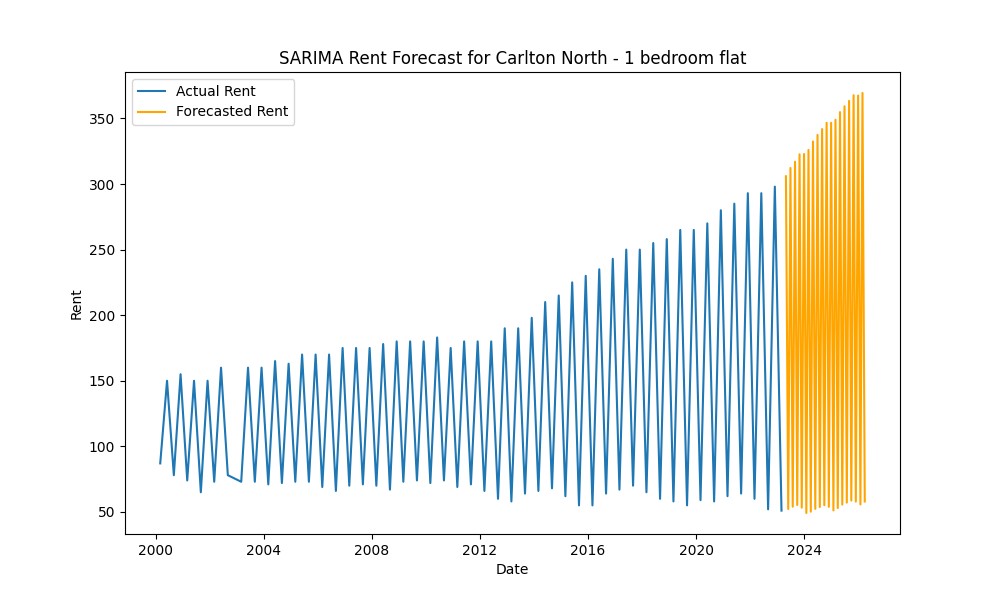 SARIMA Rent Forecast for Carlton North - 1 bedroom flat
Actual Rent
Forecasted Rent
350
300
250
200
150
100
50
Rent
2000 2004 2008 2012 2016 2020 2024
Date